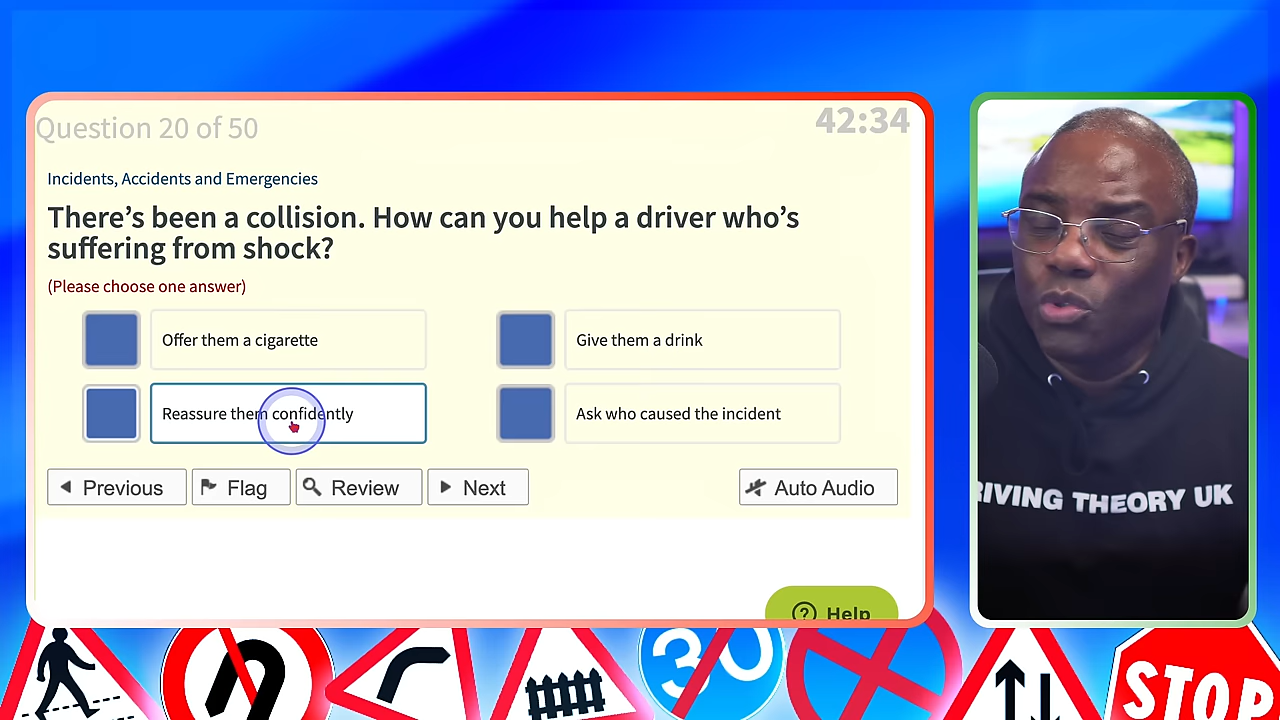 Question 20 of 50
42:34
Incidents, Accidents and Emergencies
There’s been a collision. How can you help a driver who’s
suffering from shock?
(Please choose one answer)
Offer them a cigarette
Give them a drink
Reassure them confidently
Ask who caused the incident
Previous
Flag
Review
Next
Auto Audio
Help
RIVING THEORY UK
30
STOP